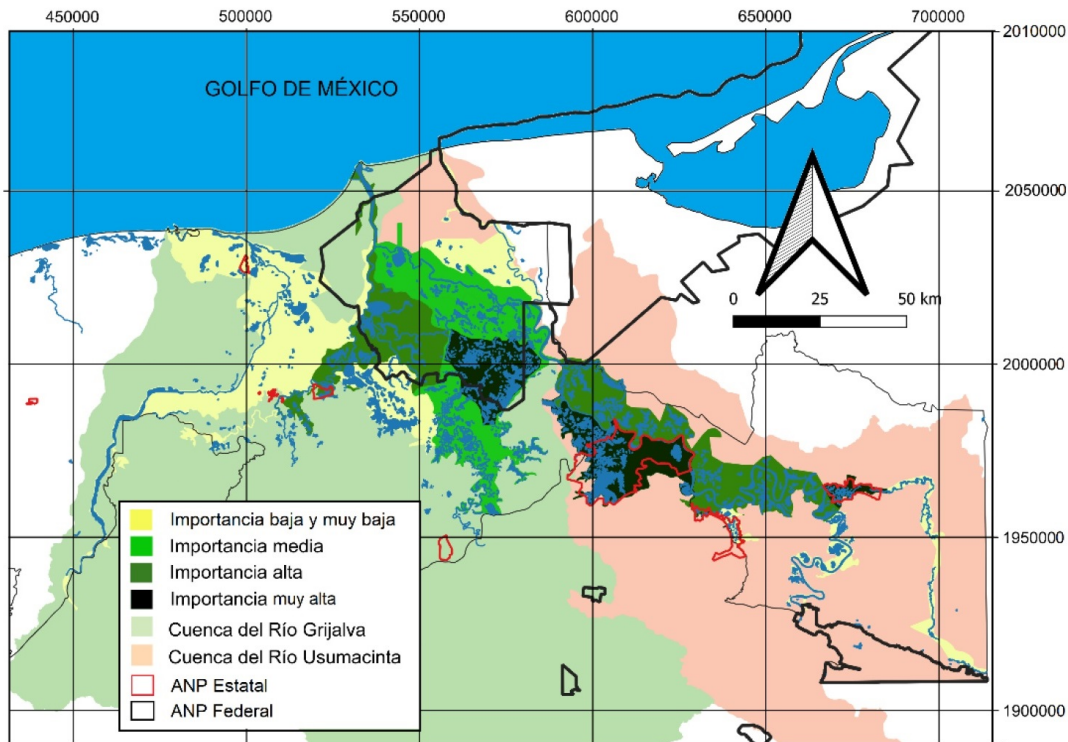 450000 500000 550000 600000 650000 700000
2010000
GOLFO DE MÉXICO
2050000
0 25 50 km
2000000
Importancia baja y muy baja
Importancia media
1950000
Importancia alta
Importancia muy alta
Cuenca del Río Grijalva
Cuenca del Río Usumacinta
ANP Estatal
ANP Federal
1900000